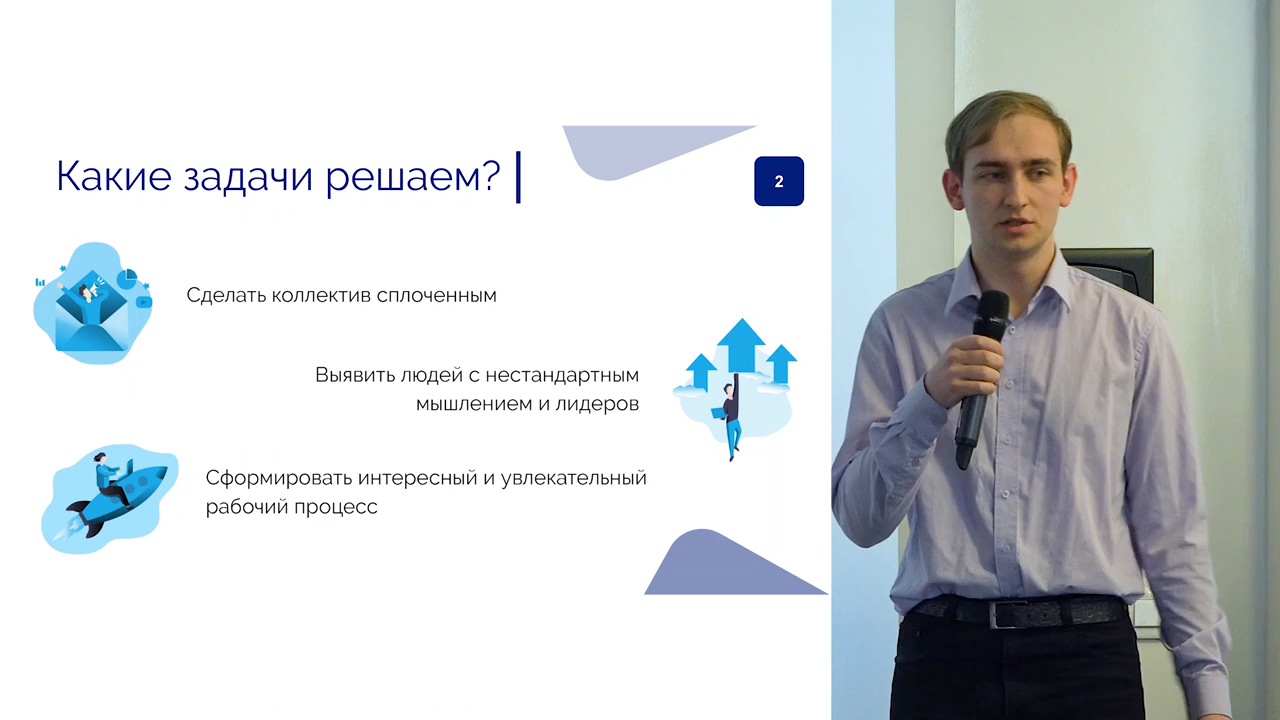 Какие задачи решаем?
2
Сделать коллектив сплоченным
Выявить людей с нестандартным
мышлением и лидеров
Сформировать интересный и увлекательный
рабочий процесс